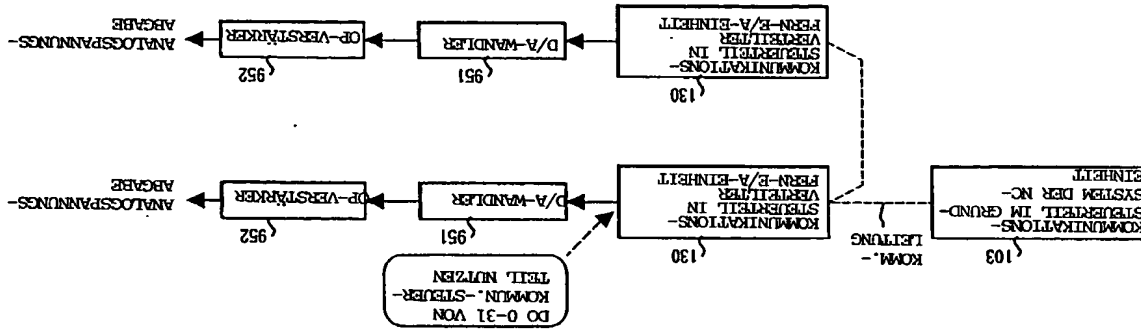 DO 0-31 VON
KOMMUN.-STEUER-
TEIL NUTZEN
103
KOMMUNIKATIONS-
STEUERTEIL IM GRUND-
SYSTEM DER NC-
EINHEIT
KOMM.-
LEITUNG
130
KOMMUNIKATIONS-
STEUERTEIL IN
VERTEILTER
FERN-E/A-EINHEIT
951
D/A-WANDLER
952
OP-VERSTÄRKER
ANALOGSPANNUNGS-
ABGABE
130
KOMMUNIKATIONS-
STEUERTEIL IN
VERTEILTER
FERN-E/A-EINHEIT
951
D/A-WANDLER
952
OP-VERSTÄRKER
ANALOGSPANNUNGS-
ABGABE